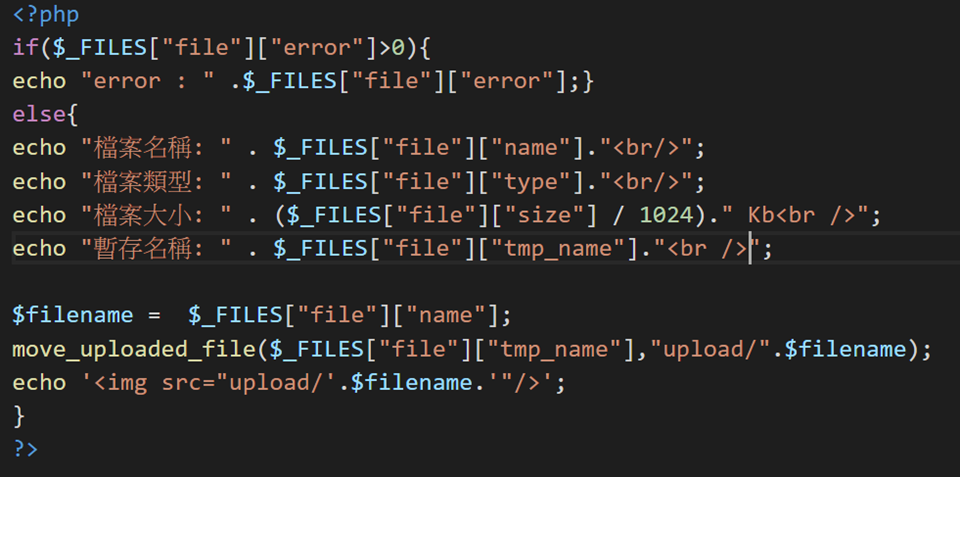 <?php
if($_FILES["file"]["error"]>0){
echo "error : " .$_FILES["file"]["error"];}
else{
echo "檔案名稱: " . $_FILES["file"]["name"]."<br/>";
echo "檔案類型: " . $_FILES["file"]["type"]."<br/>";
echo "檔案大小: " . ($_FILES["file"]["size"] / 1024)." Kb<br />";
echo "暫存名稱: " . $_FILES["file"]["tmp_name"]."<br />";
$filename =  $_FILES["file"]["name"];
move_uploaded_file($_FILES["file"]["tmp_name"],"upload/".$filename);
echo '<img src="upload/'.$filename.'"/>';
}
?>